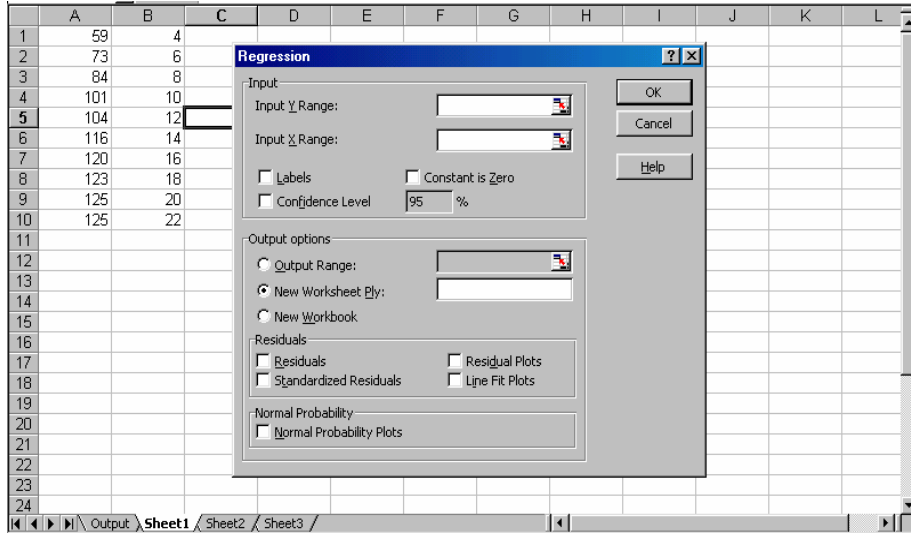 A B C D E F G H I J K L
1 59 4
2 73 6
3 84 8
4 101 10
5 104 12
6 116 14
7 120 16
8 123 18
9 125 20
10 125 22
11
12
13
14
15
16
17
18
19
20
21
22
23
24
Regression
Input
Input Y Range:
Input X Range:
Labels Constant is Zero
Confidence Level 95 %
OK
Cancel
Help
Output options
Output Range:
New Worksheet Ply:
New Workbook
Residuals
Residuals Residual Plots
Standardized Residuals Line Fit Plots
Normal Probability
Normal Probability Plots
Output Sheet1 Sheet2 Sheet3